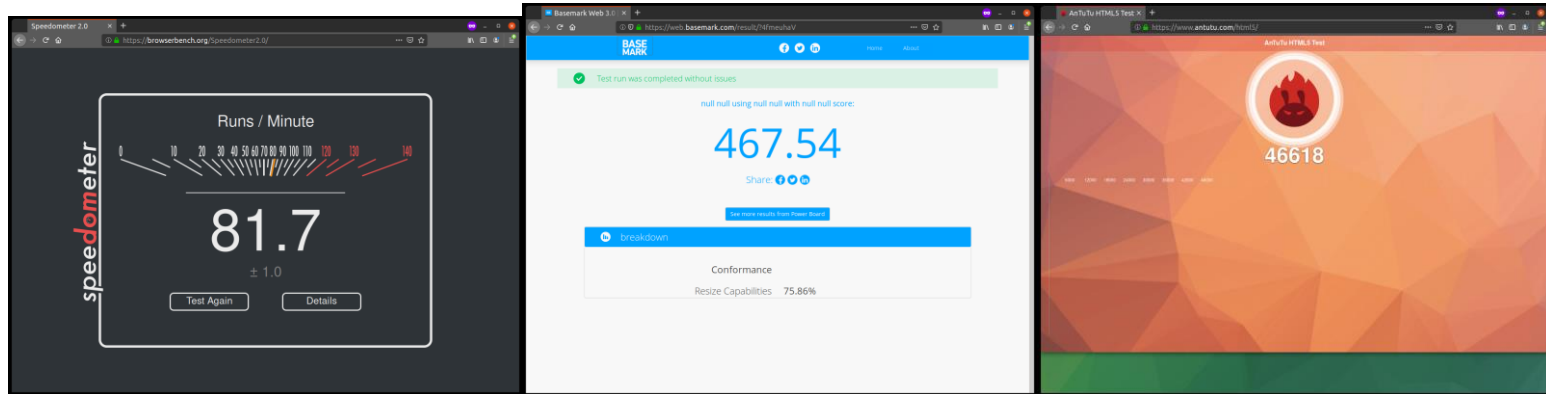 Speedometer 2.0
https://browserbench.org/Speedometer2.0/
Runs / Minute
0 10 20 30 40 50 60 70 80 90 100 110 120 130 140
speedometer
81.7
± 1.0
Test Again Details
Basemark Web 3.0
https://web.basemark.com/result/?4FmeuhaV
BASE
MARK
Home About
Test run was completed without issues
null null using null null with null null score:
467.54
Share:
See more results from Power Board
breakdown
Conformance
Resize Capabilities 75.86%
AnTuTu HTML5 Test
https://www.antutu.com/html5/
AnTuTu HTML5 Test
46618